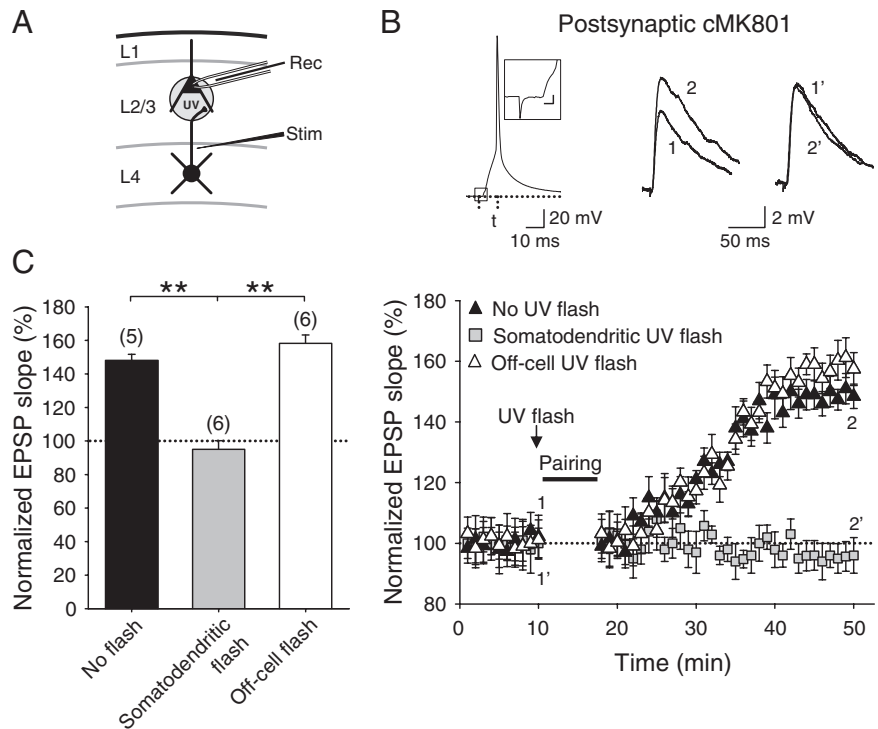 A
L1
Rec
L2/3
UV
Stim
L4
B
Postsynaptic cMK801
t
20 mV
10 ms
2
1
1'
2'
2 mV
50 ms
C
Normalized EPSP slope (%)
180
160
140
120
100
80
60
40
20
0
**
**
(5)
(6)
(6)
No flash
Somatodendritic
flash
Off-cell flash
Normalized EPSP slope (%)
180
160
140
120
100
80
No UV flash
Somatodendritic UV flash
Off-cell UV flash
UV flash
Pairing
1
1'
2
2'
0
10
20
30
40
50
Time (min)